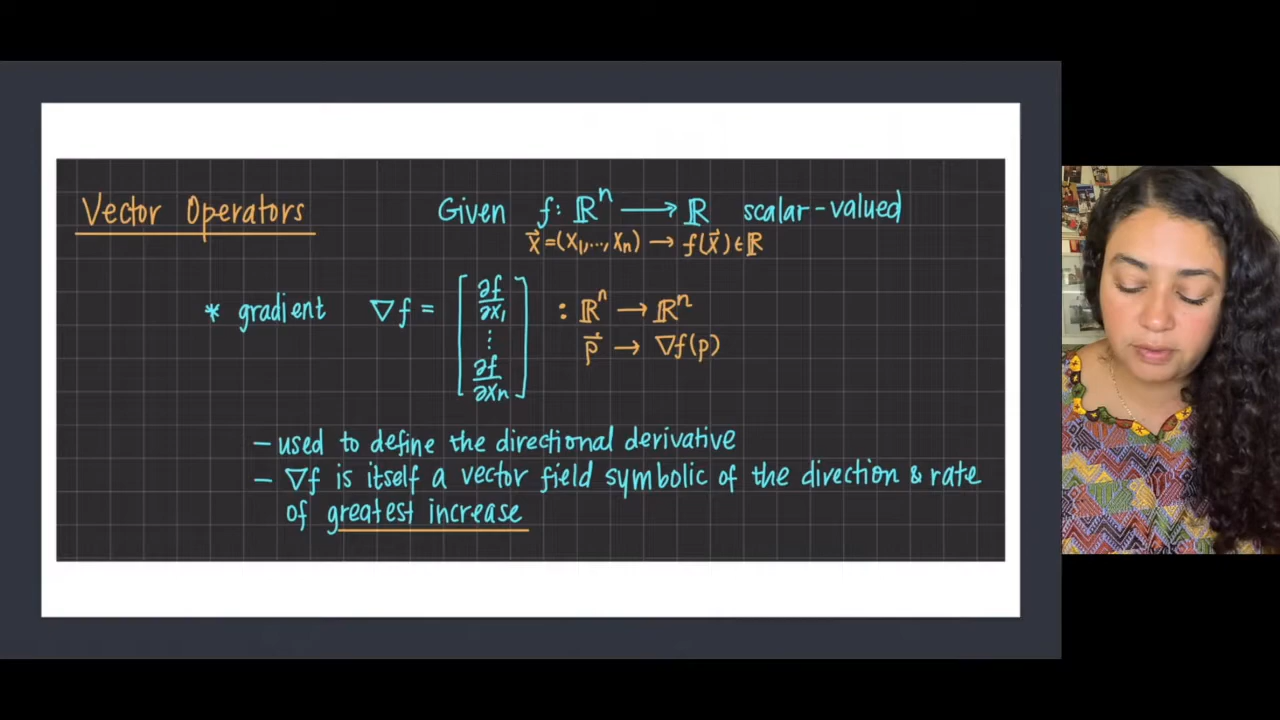 Vector Operators
Given f: ℝⁿ ⟶ ℝ scalar-valued
x⃗ = (x₁, ..., xₙ) → f(x⃗) ∈ ℝ
* gradient ∇f = [ ∂f/∂x₁ ⋮ ∂f/∂xₙ ] : ℝⁿ → ℝⁿ
p⃗ → ∇f(p)
– used to define the directional derivative
– ∇f is itself a vector field symbolic of the direction & rate
of greatest increase